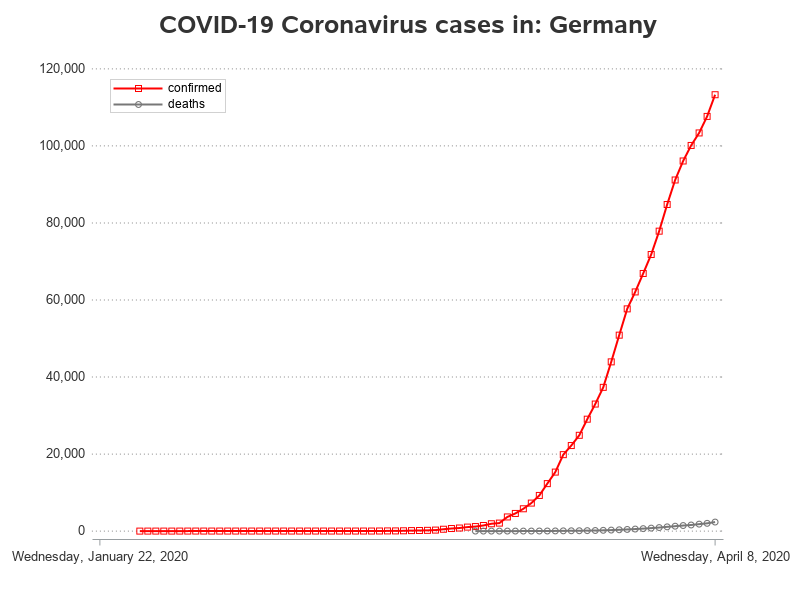 COVID-19 Coronavirus cases in: Germany
120,000
confirmed
deaths
100,000
80,000
60,000
40,000
20,000
0
Wednesday, January 22, 2020
Wednesday, April 8, 2020